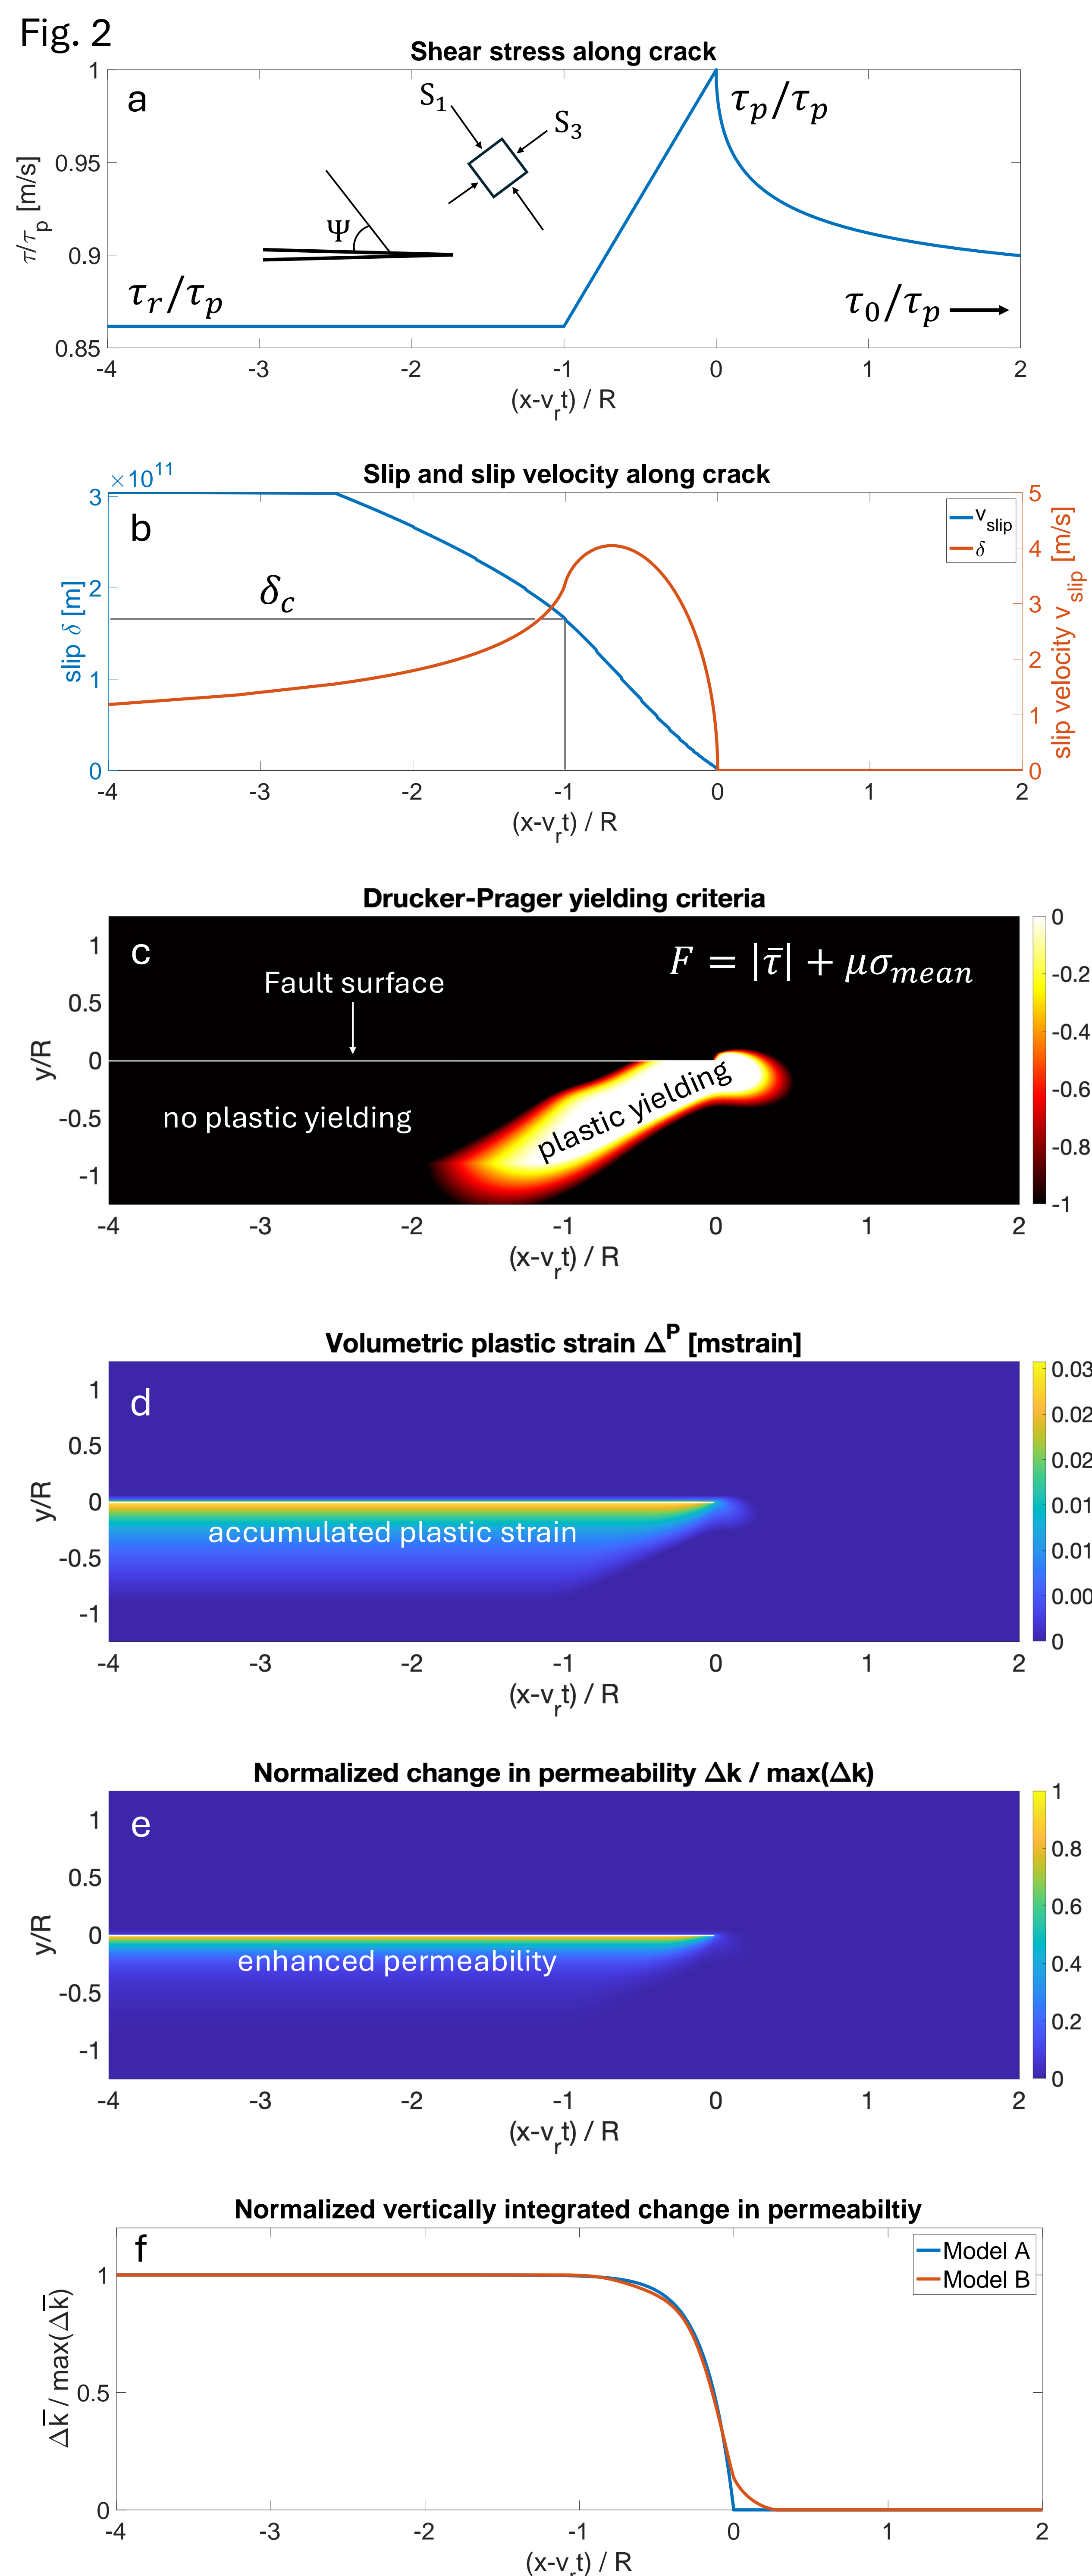 Fig. 2
Shear stress along crack
a
S1
S3
Ψ
τp/τp
τr/τp
τ0/τp
τ/τp [m/s]
1
0.95
0.9
0.85
-4 -3 -2 -1 0 1 2
(x-vrt) / R
Slip and slip velocity along crack
×10^11
b
δc
vslip
δ
slip δ [m]
3
2
1
0
slip velocity vslip [m/s]
5
4
3
2
1
0
-4 -3 -2 -1 0 1 2
(x-vrt) / R
Drucker-Prager yielding criteria
c
F = |τ̄| + μσmean
Fault surface
no plastic yielding
plastic yielding
y/R
1
0.5
0
-0.5
-1
0
-0.2
-0.4
-0.6
-0.8
-1
-4 -3 -2 -1 0 1 2
(x-vrt) / R
Volumetric plastic strain Δ^P [mstrain]
d
accumulated plastic strain
y/R
1
0.5
0
-0.5
-1
0.03
0.02
0.02
0.01
0.01
0.00
0
-4 -3 -2 -1 0 1 2
(x-vrt) / R
Normalized change in permeability Δk / max(Δk)
e
enhanced permeability
y/R
1
0.5
0
-0.5
-1
1
0.8
0.6
0.4
0.2
0
-4 -3 -2 -1 0 1 2
(x-vrt) / R
Normalized vertically integrated change in permeabiltiy
f
Model A
Model B
Δk̅ / max(Δk̅)
1
0.5
0
-4 -3 -2 -1 0 1 2
(x-vrt) / R